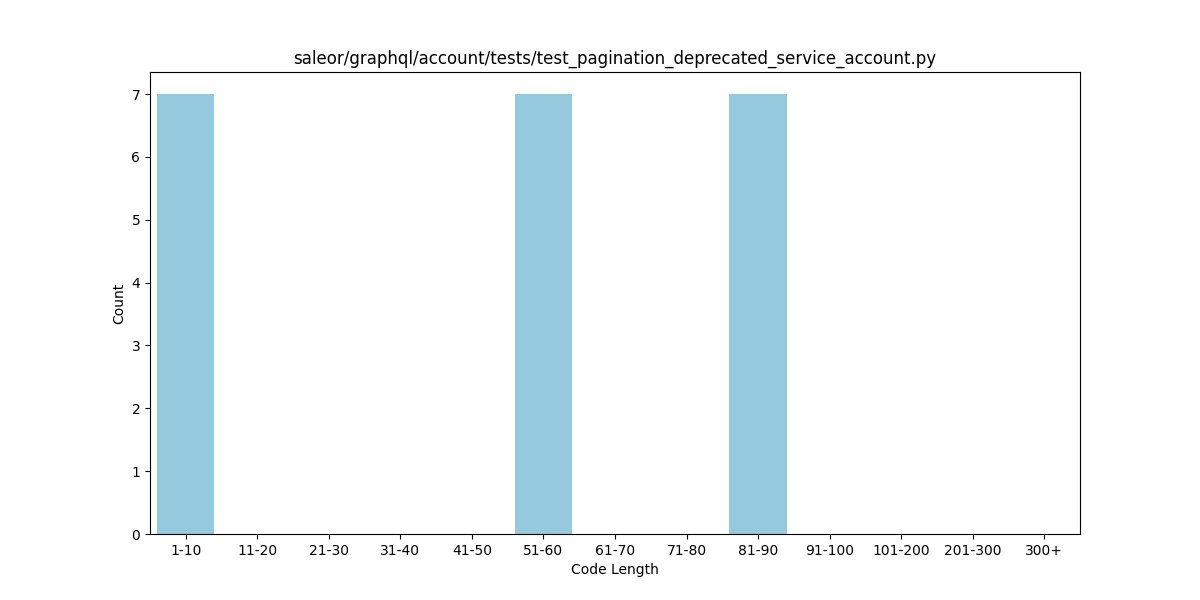 saleor/graphql/account/tests/test_pagination_deprecated_service_account.py
7
6
5
4
3
2
1
0
Count
1-10 11-20 21-30 31-40 41-50 51-60 61-70 71-80 81-90 91-100 101-200 201-300 300+
Code Length